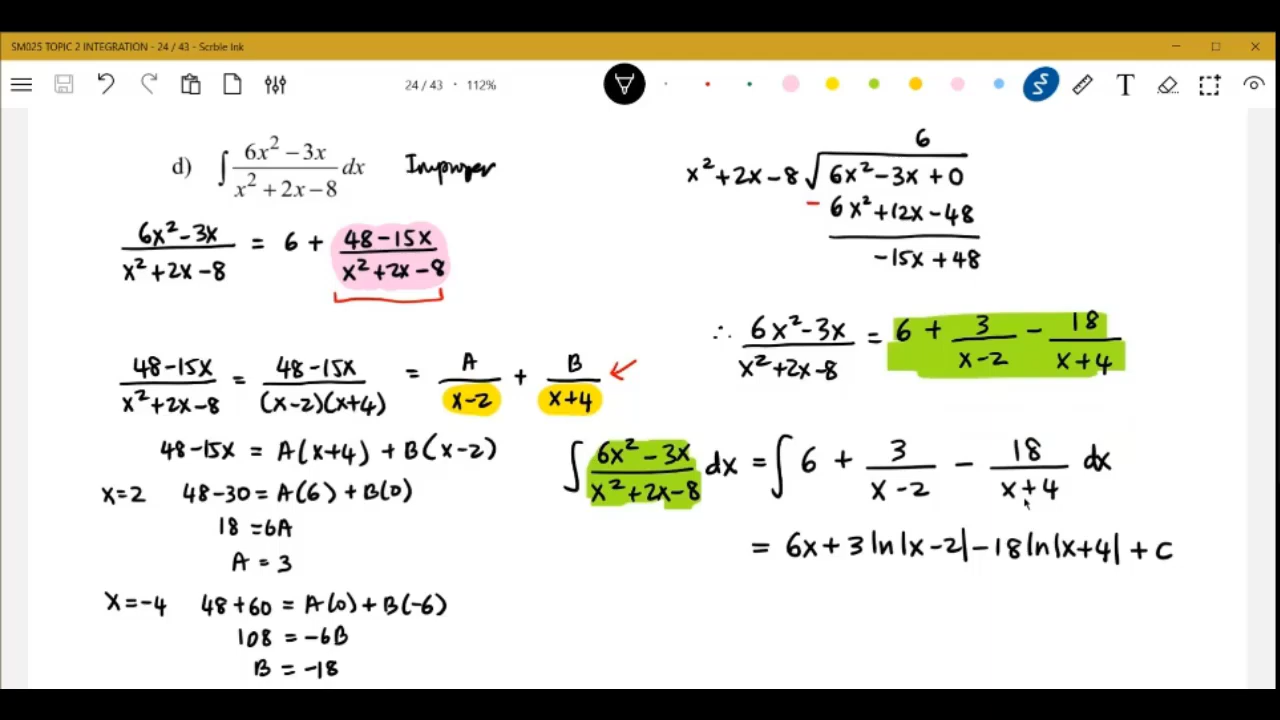 SM025 TOPIC 2 INTEGRATION - 24 / 43 - Scrble Ink
24 / 43 · 112%
T
d) ∫ (6x² − 3x)/(x² + 2x − 8) dx Improper
(6x² − 3x)/(x² + 2x − 8) = 6 + (48 − 15x)/(x² + 2x − 8)
(48 − 15x)/(x² + 2x − 8) = (48 − 15x)/((x − 2)(x + 4)) = A/(x − 2) + B/(x + 4)
48 − 15x = A(x + 4) + B(x − 2)
x = 2 48 − 30 = A(6) + B(0)
18 = 6A
A = 3
x = −4 48 + 60 = A(0) + B(−6)
108 = −6B
B = −18
6
x² + 2x − 8 √ 6x² − 3x + 0
− 6x² + 12x − 48
−15x + 48
∴ (6x² − 3x)/(x² + 2x − 8) = 6 + 3/(x − 2) − 18/(x + 4)
∫ (6x² − 3x)/(x² + 2x − 8) dx = ∫ 6 + 3/(x − 2) − 18/(x + 4) dx
= 6x + 3 ln|x − 2| − 18 ln|x + 4| + c